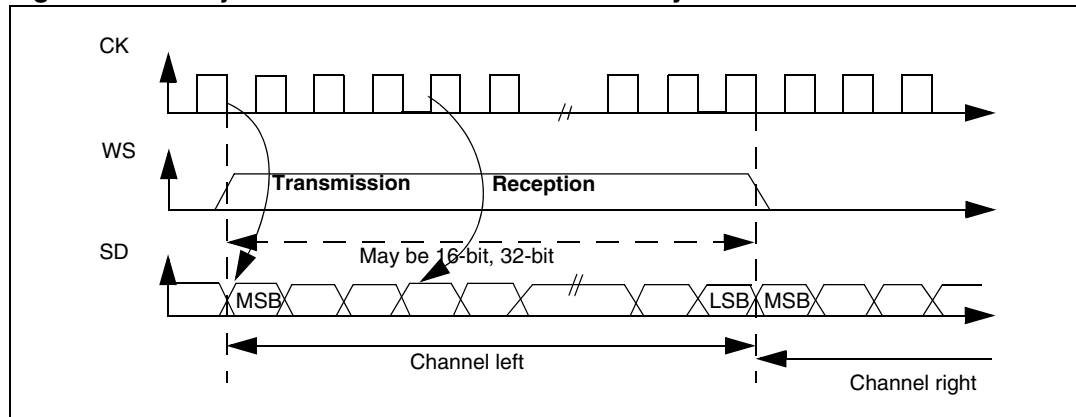 CK
WS
Transmission Reception
May be 16-bit, 32-bit
SD
MSB LSB MSB
Channel left
Channel right